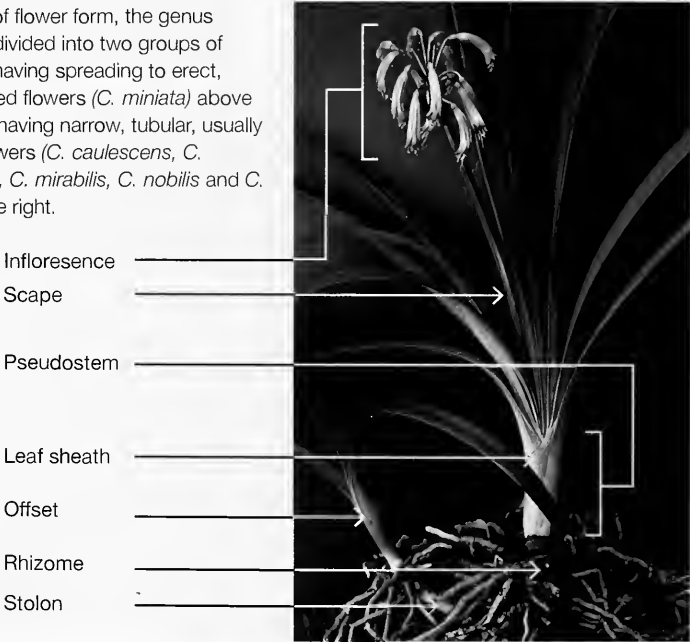 of flower form, the genus
divided into two groups of
having spreading to erect,
ed flowers (C. miniata) above
having narrow, tubular, usually
wers (C. caulescens, C.
, C. mirabilis, C. nobilis and C.
e right.
Infloresence
Scape
Pseudostem
Leaf sheath
Offset
Rhizome
Stolon